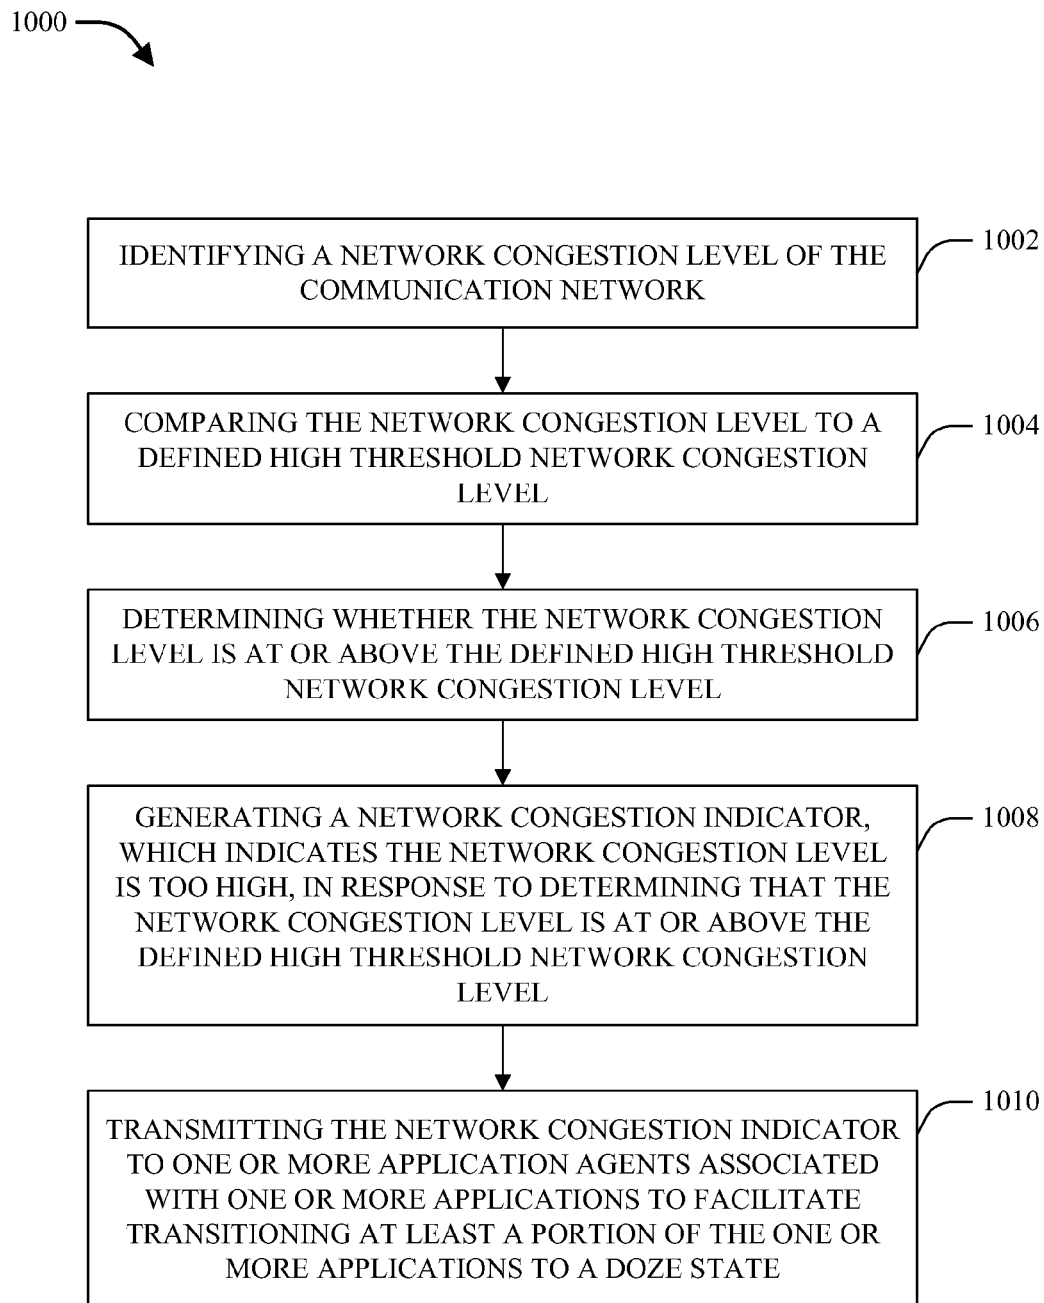 1000
IDENTIFYING A NETWORK CONGESTION LEVEL OF THE
COMMUNICATION NETWORK
1002
COMPARING THE NETWORK CONGESTION LEVEL TO A
DEFINED HIGH THRESHOLD NETWORK CONGESTION
LEVEL
1004
DETERMINING WHETHER THE NETWORK CONGESTION
LEVEL IS AT OR ABOVE THE DEFINED HIGH THRESHOLD
NETWORK CONGESTION LEVEL
1006
GENERATING A NETWORK CONGESTION INDICATOR,
WHICH INDICATES THE NETWORK CONGESTION LEVEL
IS TOO HIGH, IN RESPONSE TO DETERMINING THAT THE
NETWORK CONGESTION LEVEL IS AT OR ABOVE THE
DEFINED HIGH THRESHOLD NETWORK CONGESTION
LEVEL
1008
TRANSMITTING THE NETWORK CONGESTION INDICATOR
TO ONE OR MORE APPLICATION AGENTS ASSOCIATED
WITH ONE OR MORE APPLICATIONS TO FACILITATE
TRANSITIONING AT LEAST A PORTION OF THE ONE OR
MORE APPLICATIONS TO A DOZE STATE
1010